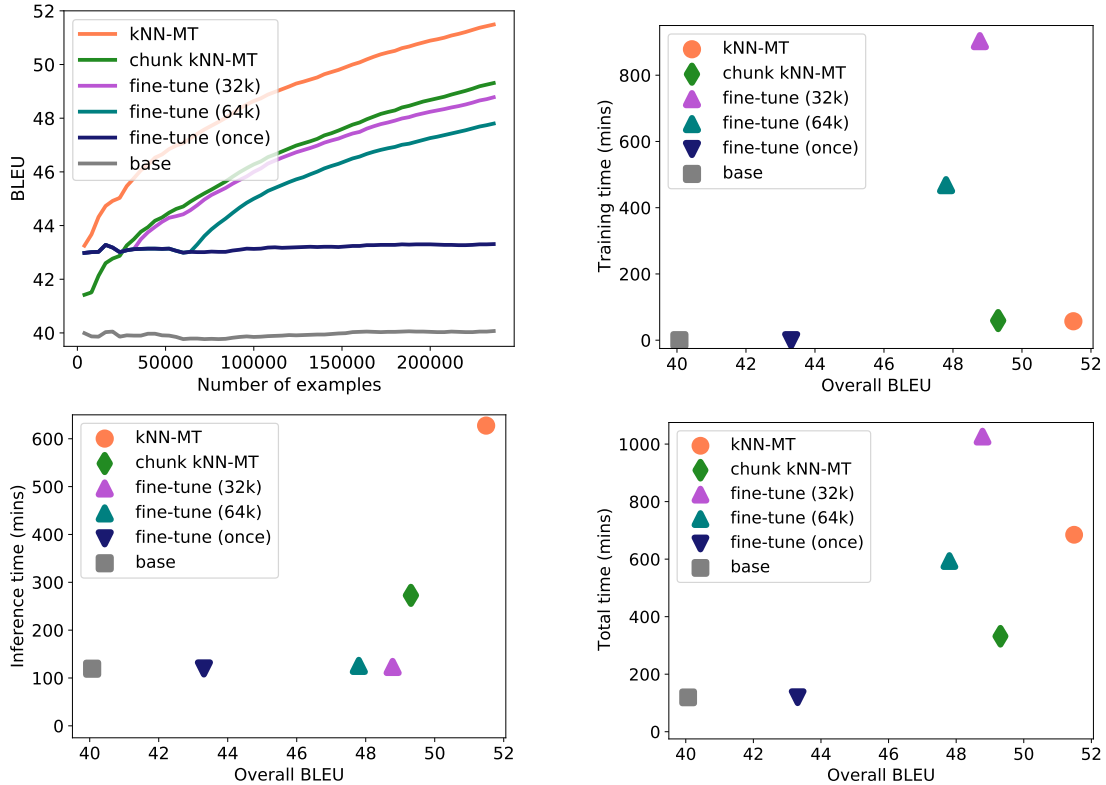 52
50
48
46
44
42
40
BLEU
kNN-MT
chunk kNN-MT
fine-tune (32k)
fine-tune (64k)
fine-tune (once)
base
0 50000 100000 150000 200000
Number of examples
800
600
400
200
0
Training time (mins)
kNN-MT
chunk kNN-MT
fine-tune (32k)
fine-tune (64k)
fine-tune (once)
base
40 42 44 46 48 50 52
Overall BLEU
600
500
400
300
200
100
0
Inference time (mins)
kNN-MT
chunk kNN-MT
fine-tune (32k)
fine-tune (64k)
fine-tune (once)
base
40 42 44 46 48 50 52
Overall BLEU
1000
800
600
400
200
0
Total time (mins)
kNN-MT
chunk kNN-MT
fine-tune (32k)
fine-tune (64k)
fine-tune (once)
base
40 42 44 46 48 50 52
Overall BLEU